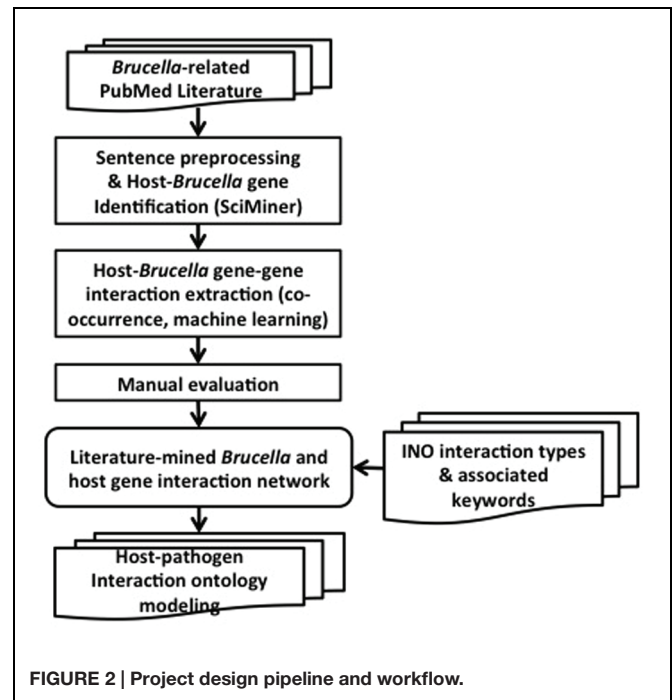 Brucella-related
PubMed Literature
Sentence preprocessing
& Host-Brucella gene
Identification (SciMiner)
Host-Brucella gene-gene
interaction extraction (co-
occurrence, machine learning)
Manual evaluation
Literature-mined Brucella and
host gene interaction network
INO interaction types
& associated
keywords
Host-pathogen
Interaction ontology
modeling
FIGURE 2 | Project design pipeline and workflow.